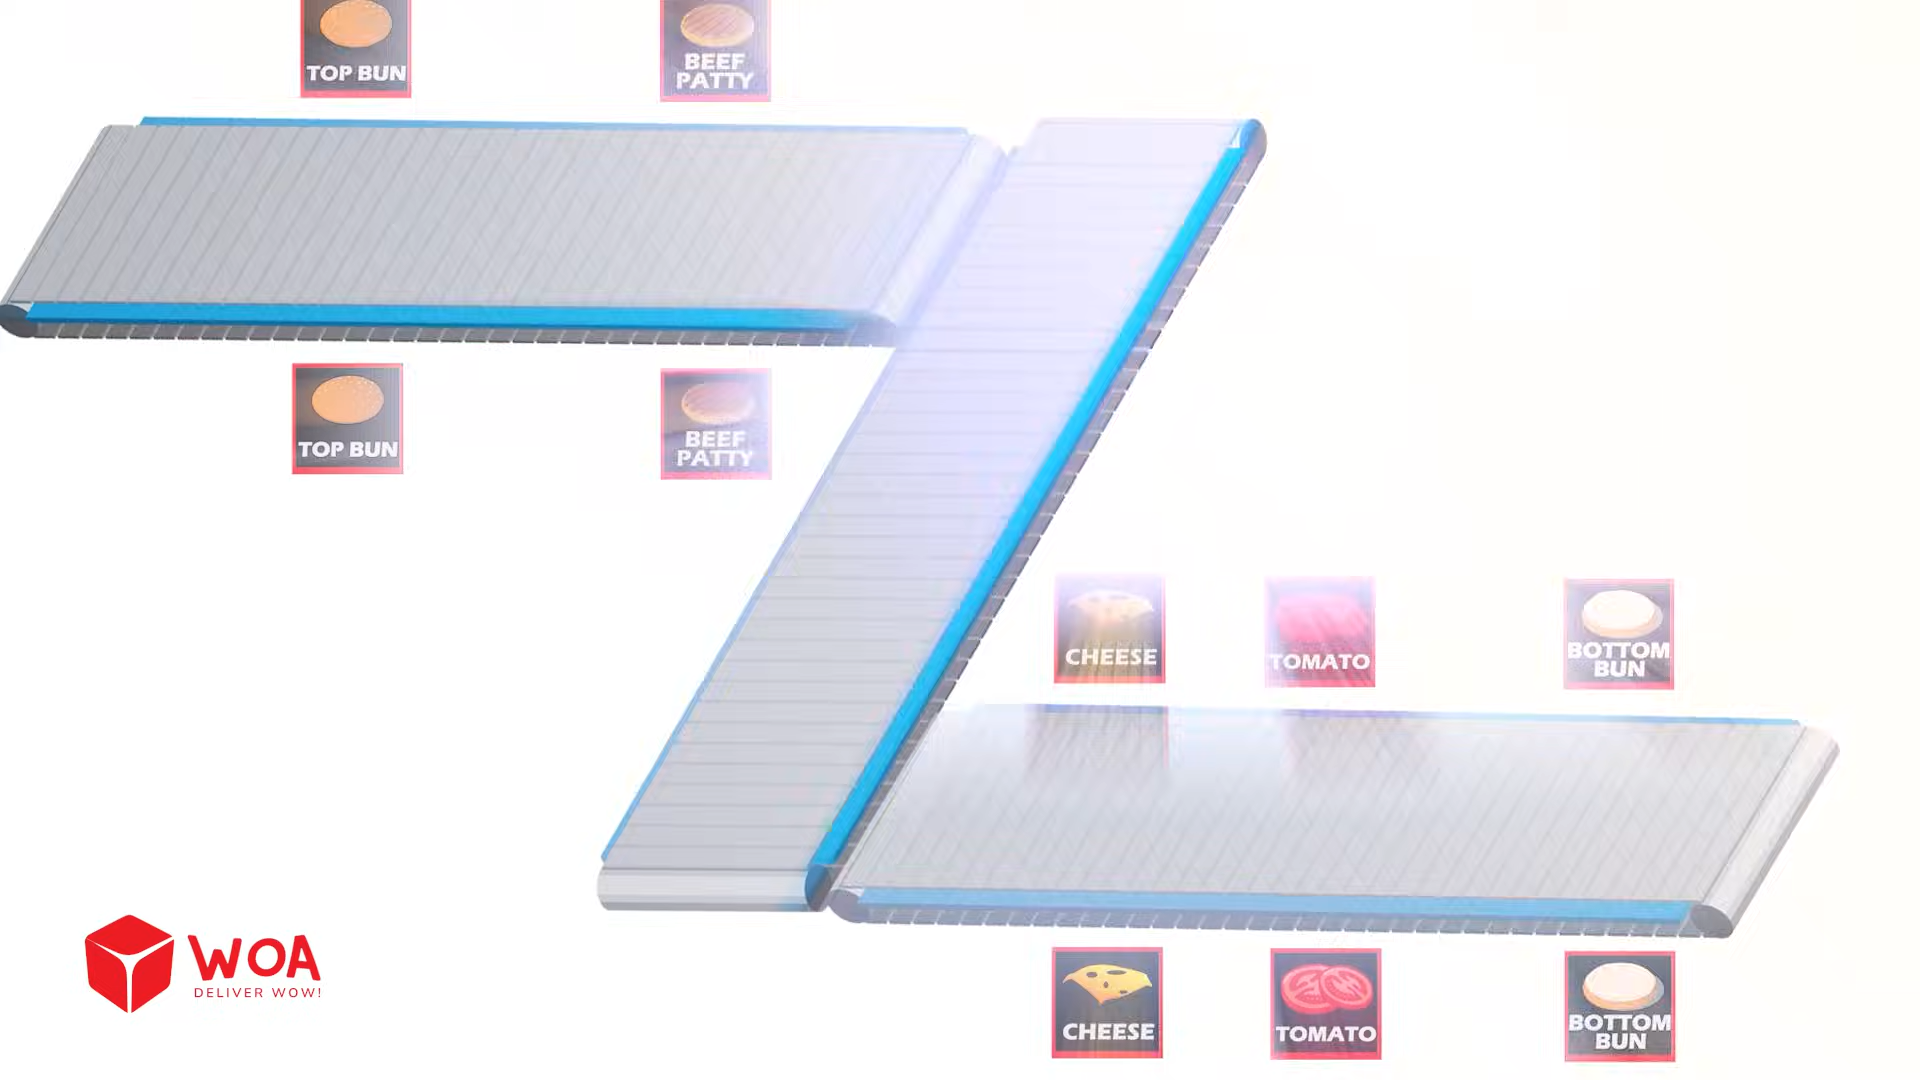 TOP BUN
BEEF
PATTY
TOP BUN
BEEF
PATTY
CHEESE
TOMATO
BOTTOM
BUN
WOA
DELIVER WOW!
CHEESE
TOMATO
BOTTOM
BUN